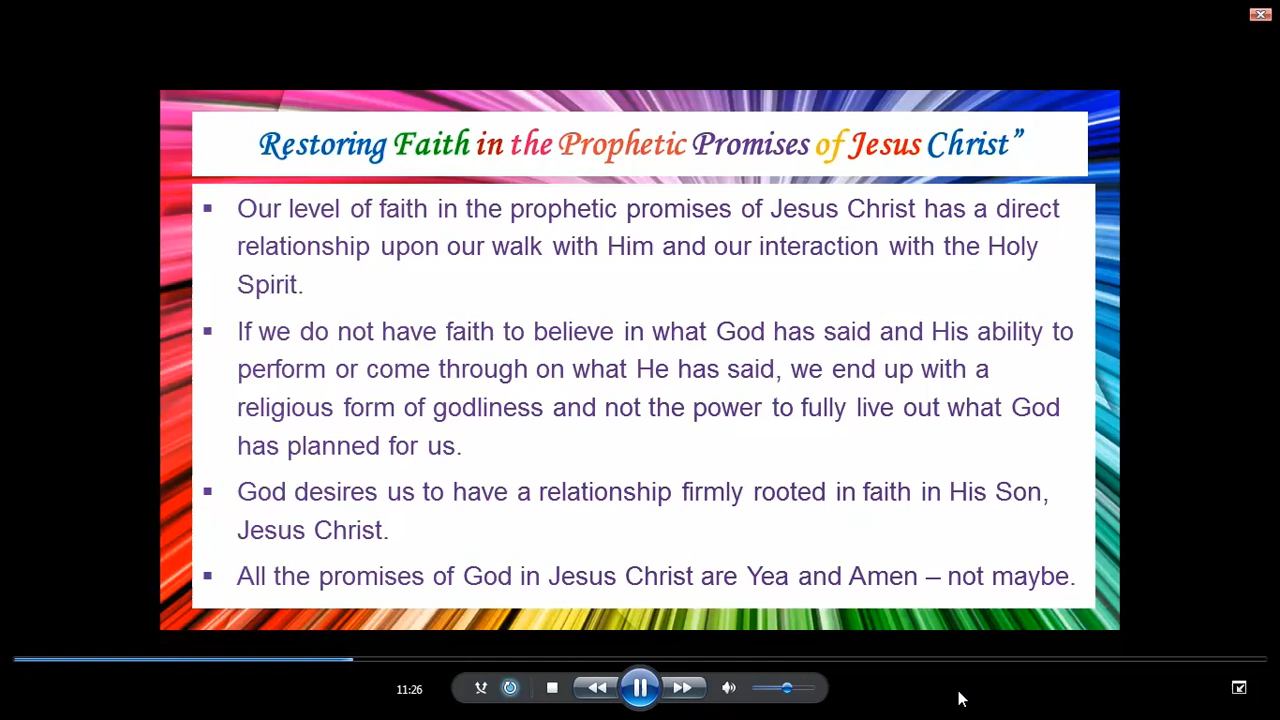 Restoring Faith in the Prophetic Promises of Jesus Christ”
▪ Our level of faith in the prophetic promises of Jesus Christ has a direct
relationship upon our walk with Him and our interaction with the Holy
Spirit.
▪ If we do not have faith to believe in what God has said and His ability to
perform or come through on what He has said, we end up with a
religious form of godliness and not the power to fully live out what God
has planned for us.
▪ God desires us to have a relationship firmly rooted in faith in His Son,
Jesus Christ.
▪ All the promises of God in Jesus Christ are Yea and Amen – not maybe.
11:26